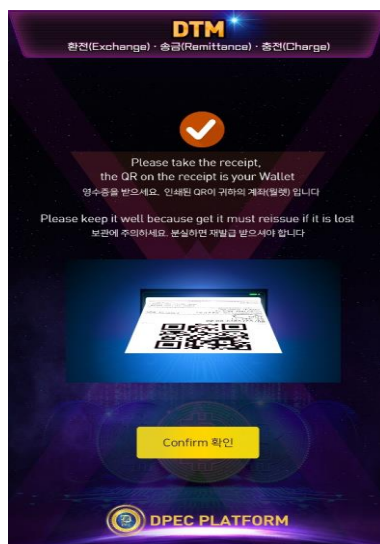 DTM
환전(Exchange) · 송금(Remittance) · 충전(Charge)
Please take the receipt,
the QR on the receipt is your Wallet
영수증을 받으세요. 인쇄된 QR이 귀하의 계좌(월렛) 입니다
Please keep it well because get it must reissue if it is lost
보관에 주의하세요. 분실하면 재발급 받으셔야 합니다
Confirm 확인
DPEC PLATFORM